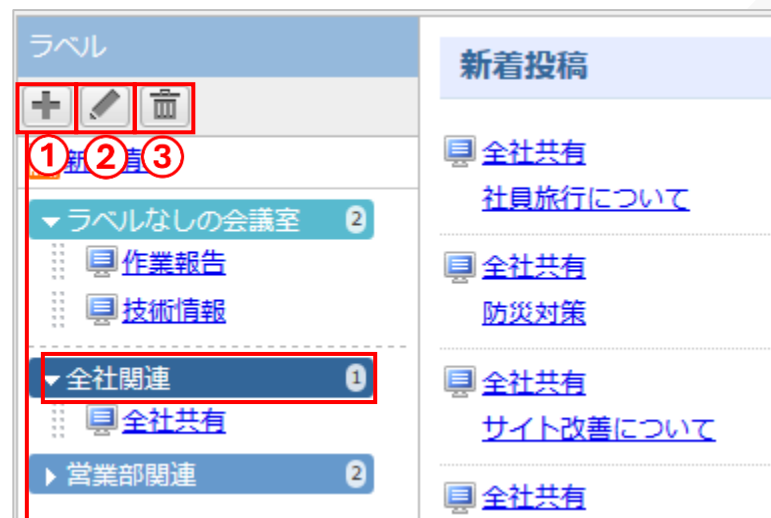 ラベル
① ② ③
▼ラベルなしの会議室 2
作業報告
技術情報
▼全社関連 1
全社共有
▶営業部関連 2
新着投稿
全社共有
社員旅行について
全社共有
防災対策
全社共有
サイト改善について
全社共有